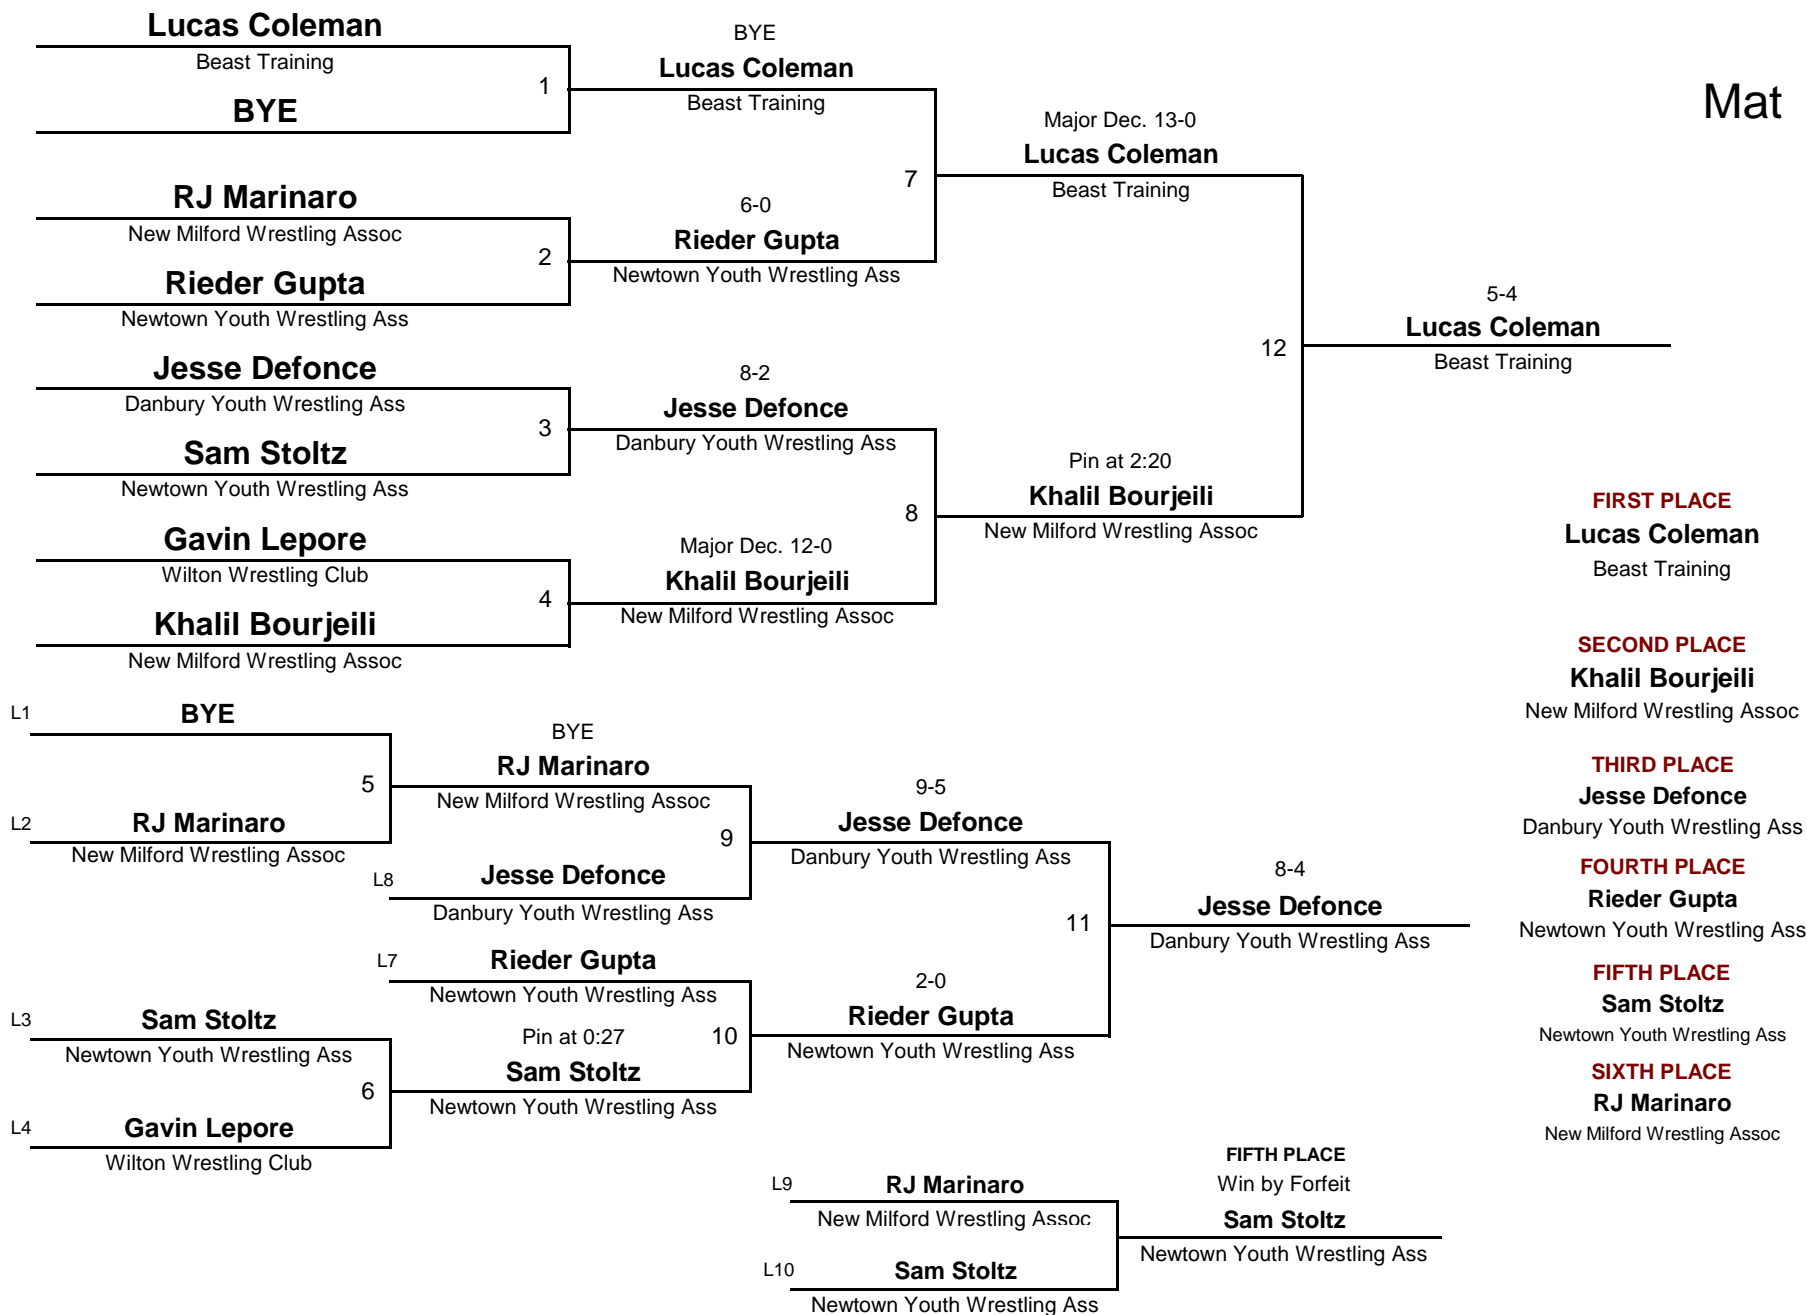 Lucas Coleman
Beast Training
1
BYE
BYE
Lucas Coleman
Beast Training
Mat
RJ Marinaro
New Milford Wrestling Assoc
2
Rieder Gupta
Newtown Youth Wrestling Ass
6-0
Rieder Gupta
Newtown Youth Wrestling Ass
7
Major Dec. 13-0
Lucas Coleman
Beast Training
Jesse Defonce
Danbury Youth Wrestling Ass
3
Sam Stoltz
Newtown Youth Wrestling Ass
8-2
Jesse Defonce
Danbury Youth Wrestling Ass
Gavin Lepore
Wilton Wrestling Club
4
Khalil Bourjeili
New Milford Wrestling Assoc
Major Dec. 12-0
Khalil Bourjeili
New Milford Wrestling Assoc
8
Pin at 2:20
Khalil Bourjeili
New Milford Wrestling Assoc
12
5-4
Lucas Coleman
Beast Training
FIRST PLACE
Lucas Coleman
Beast Training
SECOND PLACE
Khalil Bourjeili
New Milford Wrestling Assoc
THIRD PLACE
Jesse Defonce
Danbury Youth Wrestling Ass
FOURTH PLACE
Rieder Gupta
Newtown Youth Wrestling Ass
FIFTH PLACE
Sam Stoltz
Newtown Youth Wrestling Ass
SIXTH PLACE
RJ Marinaro
New Milford Wrestling Assoc
L1
BYE
5
L2
RJ Marinaro
New Milford Wrestling Assoc
BYE
RJ Marinaro
New Milford Wrestling Assoc
9
L8
Jesse Defonce
Danbury Youth Wrestling Ass
9-5
Jesse Defonce
Danbury Youth Wrestling Ass
L7
Rieder Gupta
Newtown Youth Wrestling Ass
L3
Sam Stoltz
Newtown Youth Wrestling Ass
6
L4
Gavin Lepore
Wilton Wrestling Club
Pin at 0:27
10
Sam Stoltz
Newtown Youth Wrestling Ass
2-0
Rieder Gupta
Newtown Youth Wrestling Ass
11
8-4
Jesse Defonce
Danbury Youth Wrestling Ass
L9
RJ Marinaro
New Milford Wrestling Assoc
L10
Sam Stoltz
Newtown Youth Wrestling Ass
FIFTH PLACE
Win by Forfeit
Sam Stoltz
Newtown Youth Wrestling Ass